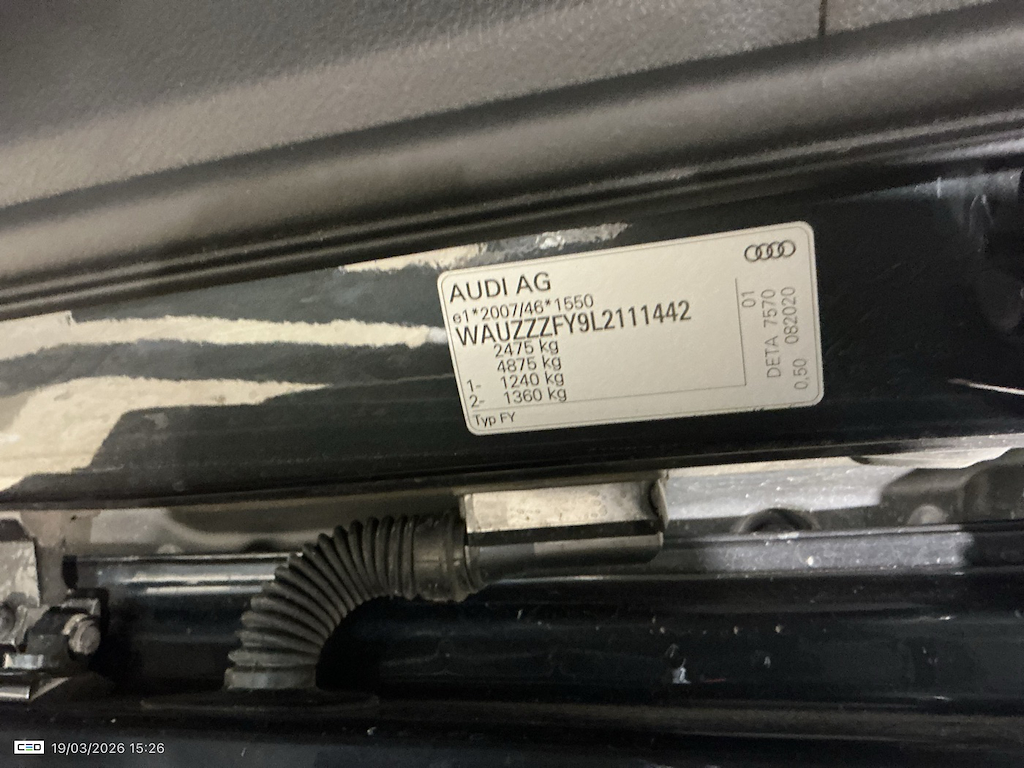 AUDI AG
e1*2007/46*1550
WAUZZZFY9L2111442
2475 kg
4875 kg
1- 1240 kg
2- 1360 kg
Typ FY
01
DETA 7570
0,50 082020
CEO 19/03/2026 15:26